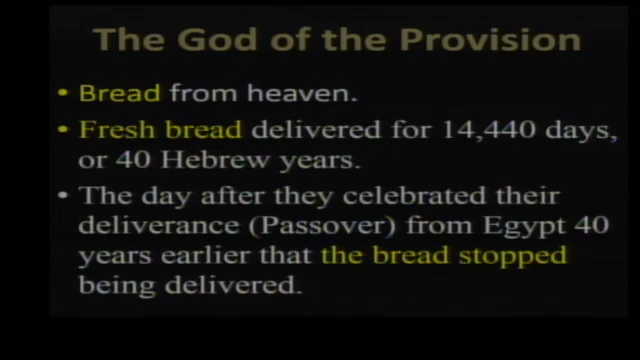 The God of the Provision
• Bread from heaven.
• Fresh bread delivered for 14,440 days,
or 40 Hebrew years.
• The day after they celebrated their
deliverance (Passover) from Egypt 40
years earlier that the bread stopped
being delivered.